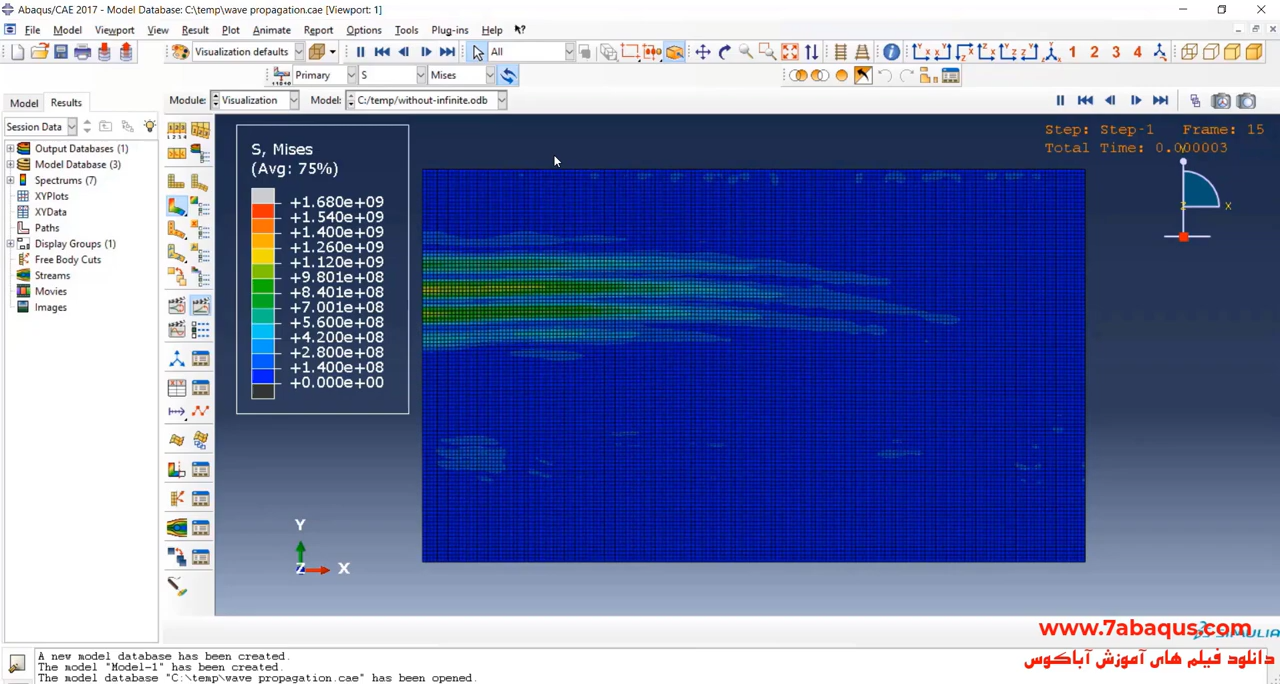 Abaqus/CAE 2017 - Model Database: C:\temp\wave propagation.cae [Viewport: 1]
File Model Viewport View Result Plot Animate Report Options Tools Plug-ins Help
Visualization defaults All 1 2 3 4
Primary S Mises
Model Results Module: Visualization Model: C:/temp/without-infinite.odb
Session Data
Output Databases (1)
Model Database (3)
Spectrums (7)
XYPlots
XYData
Paths
Display Groups (1)
Free Body Cuts
Streams
Movies
Images
S, Mises
(Avg: 75%)
+1.680e+09
+1.540e+09
+1.400e+09
+1.260e+09
+1.120e+09
+9.801e+08
+8.401e+08
+7.001e+08
+5.600e+08
+4.200e+08
+2.800e+08
+1.400e+08
+0.000e+00
Step: Step-1 Frame: 15
Total Time: 0.000003
Y
Z X
Y
Z X
www.7abaqus.com
SIMULIA
دانلود فیلم های آموزش آباکوس
A new model database has been created.
The model "Model-1" has been created.
The model database "C:\temp\wave propagation.cae" has been opened.